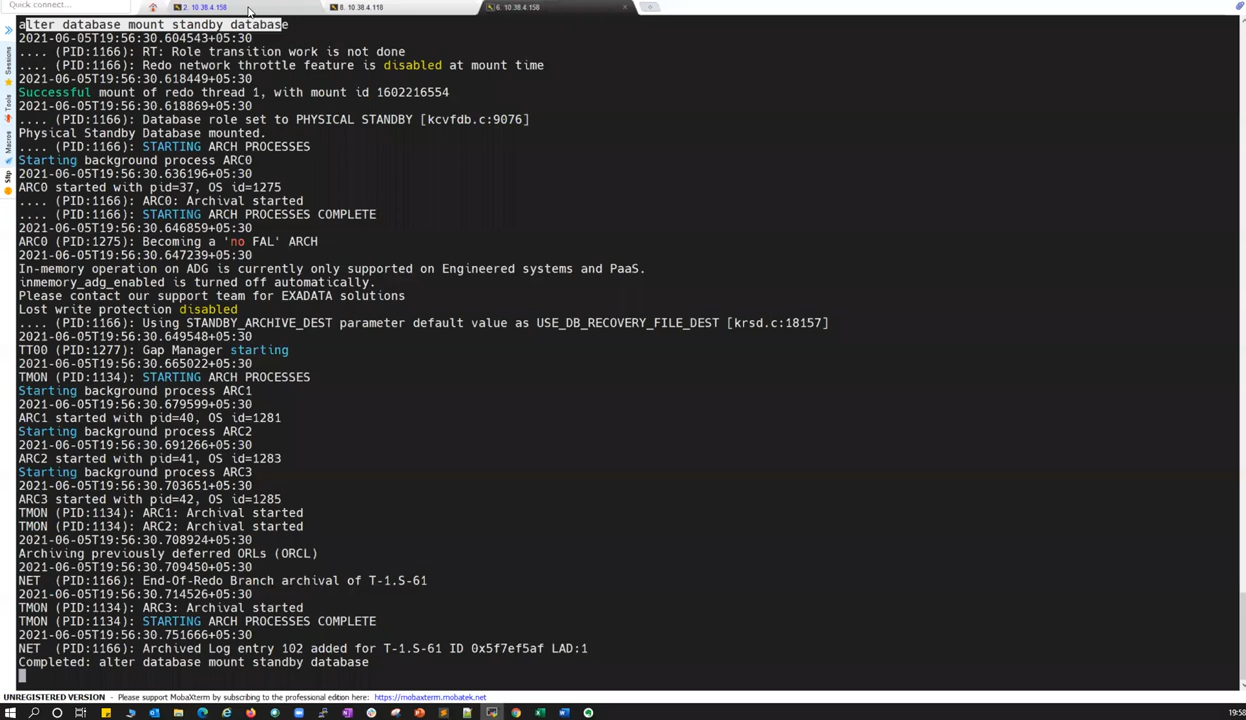 Quick connect...
2. 10.38.4.158
8. 10.38.4.118
6. 10.38.4.158
alter database mount standby database
2021-06-05T19:56:30.604543+05:30
.... (PID:1166): RT: Role transition work is not done
.... (PID:1166): Redo network throttle feature is disabled at mount time
2021-06-05T19:56:30.618449+05:30
Successful mount of redo thread 1, with mount id 1602216554
2021-06-05T19:56:30.618869+05:30
.... (PID:1166): Database role set to PHYSICAL STANDBY [kcvfdb.c:9076]
Physical Standby Database mounted.
.... (PID:1166): STARTING ARCH PROCESSES
Starting background process ARC0
2021-06-05T19:56:30.636196+05:30
ARC0 started with pid=37, OS id=1275
.... (PID:1166): ARC0: Archival started
.... (PID:1166): STARTING ARCH PROCESSES COMPLETE
2021-06-05T19:56:30.646859+05:30
ARC0 (PID:1275): Becoming a 'no FAL' ARCH
2021-06-05T19:56:30.647239+05:30
In-memory operation on ADG is currently only supported on Engineered systems and PaaS.
inmemory_adg_enabled is turned off automatically.
Please contact our support team for EXADATA solutions
Lost write protection disabled
.... (PID:1166): Using STANDBY_ARCHIVE_DEST parameter default value as USE_DB_RECOVERY_FILE_DEST [krsd.c:18157]
2021-06-05T19:56:30.649548+05:30
TT00 (PID:1277): Gap Manager starting
2021-06-05T19:56:30.665022+05:30
TMON (PID:1134): STARTING ARCH PROCESSES
Starting background process ARC1
2021-06-05T19:56:30.679599+05:30
ARC1 started with pid=40, OS id=1281
Starting background process ARC2
2021-06-05T19:56:30.691266+05:30
ARC2 started with pid=41, OS id=1283
Starting background process ARC3
2021-06-05T19:56:30.703651+05:30
ARC3 started with pid=42, OS id=1285
TMON (PID:1134): ARC1: Archival started
TMON (PID:1134): ARC2: Archival started
2021-06-05T19:56:30.708924+05:30
Archiving previously deferred ORLs (ORCL)
2021-06-05T19:56:30.709450+05:30
NET  (PID:1166): End-Of-Redo Branch archival of T-1.S-61
2021-06-05T19:56:30.714526+05:30
TMON (PID:1134): ARC3: Archival started
TMON (PID:1134): STARTING ARCH PROCESSES COMPLETE
2021-06-05T19:56:30.751666+05:30
NET  (PID:1166): Archived Log entry 102 added for T-1.S-61 ID 0x5f7ef5af LAD:1
Completed: alter database mount standby database
Sessions
Tools
Macros
Sftp
UNREGISTERED VERSION - Please support MobaXterm by subscribing to the professional edition here: https://mobaxterm.mobatek.net
19:58